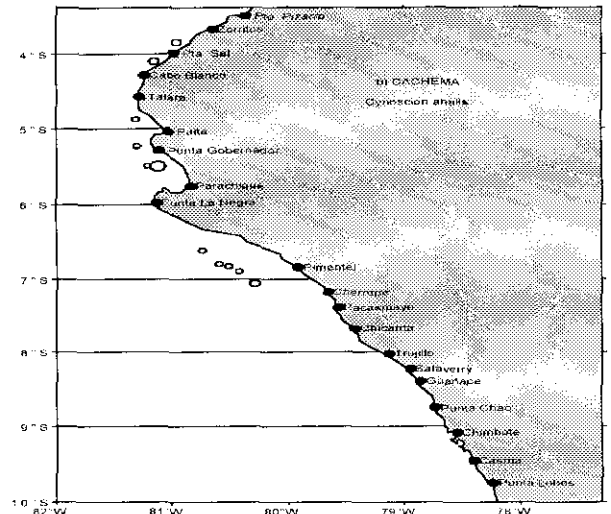 Pto Pizarro
Zorritos
4°S
Pta Sal
Cabo Blanco
b) CACHEMA
Talara
Cynoscion analis
5°S
Paita
Punta Gobernador
Parachique
6°S
Punta La Negra
Pimentel
7°S
Cherrepe
Pacasmayo
Chicama
8°S
Trujillo
Salaverry
Guañape
Punta Chao
9°S
Chimbote
Casma
Punta Lobos
10°S
82°W
81°W
80°W
79°W
78°W